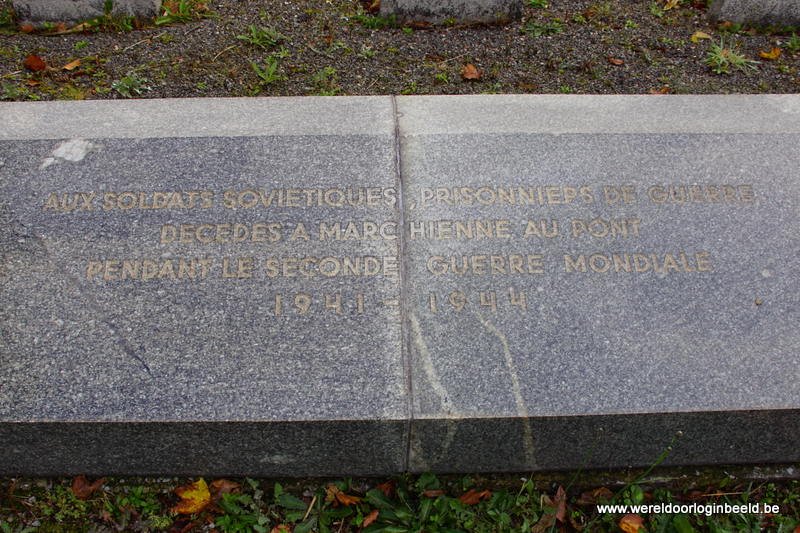 AUX SOLDATS SOVIETIQUES, PRISONNIERS DE GUERRE,
DECEDES A MARCHIENNE AU PONT
PENDANT LE SECONDE GUERRE MONDIALE
1941 - 1944
www.wereldoorloginbeeld.be